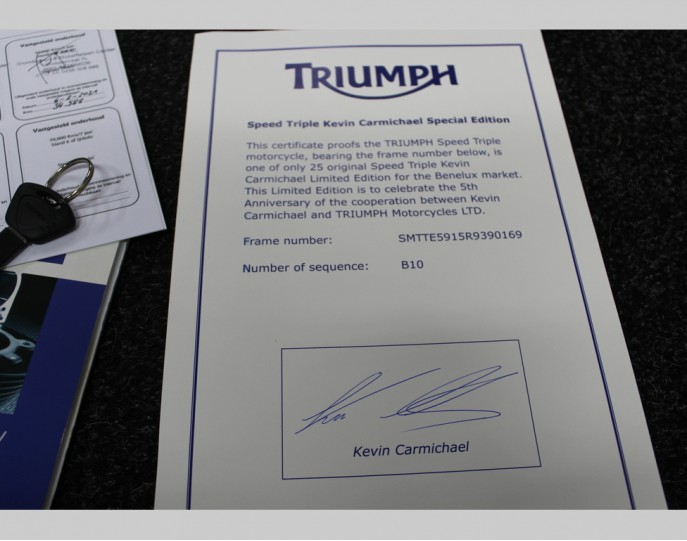 TRIUMPH
Speed Triple Kevin Carmichael Special Edition
This certificate proofs the TRIUMPH Speed Triple
motorcycle, bearing the frame number below, is
one of only 25 original Speed Triple Kevin
Carmichael Limited Edition for the Benelux market.
This Limited Edition is to celebrate the 5th
Anniversary of the cooperation between Kevin
Carmichael and TRIUMPH Motorcycles LTD.
Frame number: SMTTE5915R9390169
Number of sequence: B10
Kevin Carmichael
Vastgesteld onderhoud
Vastgesteld onderhoud